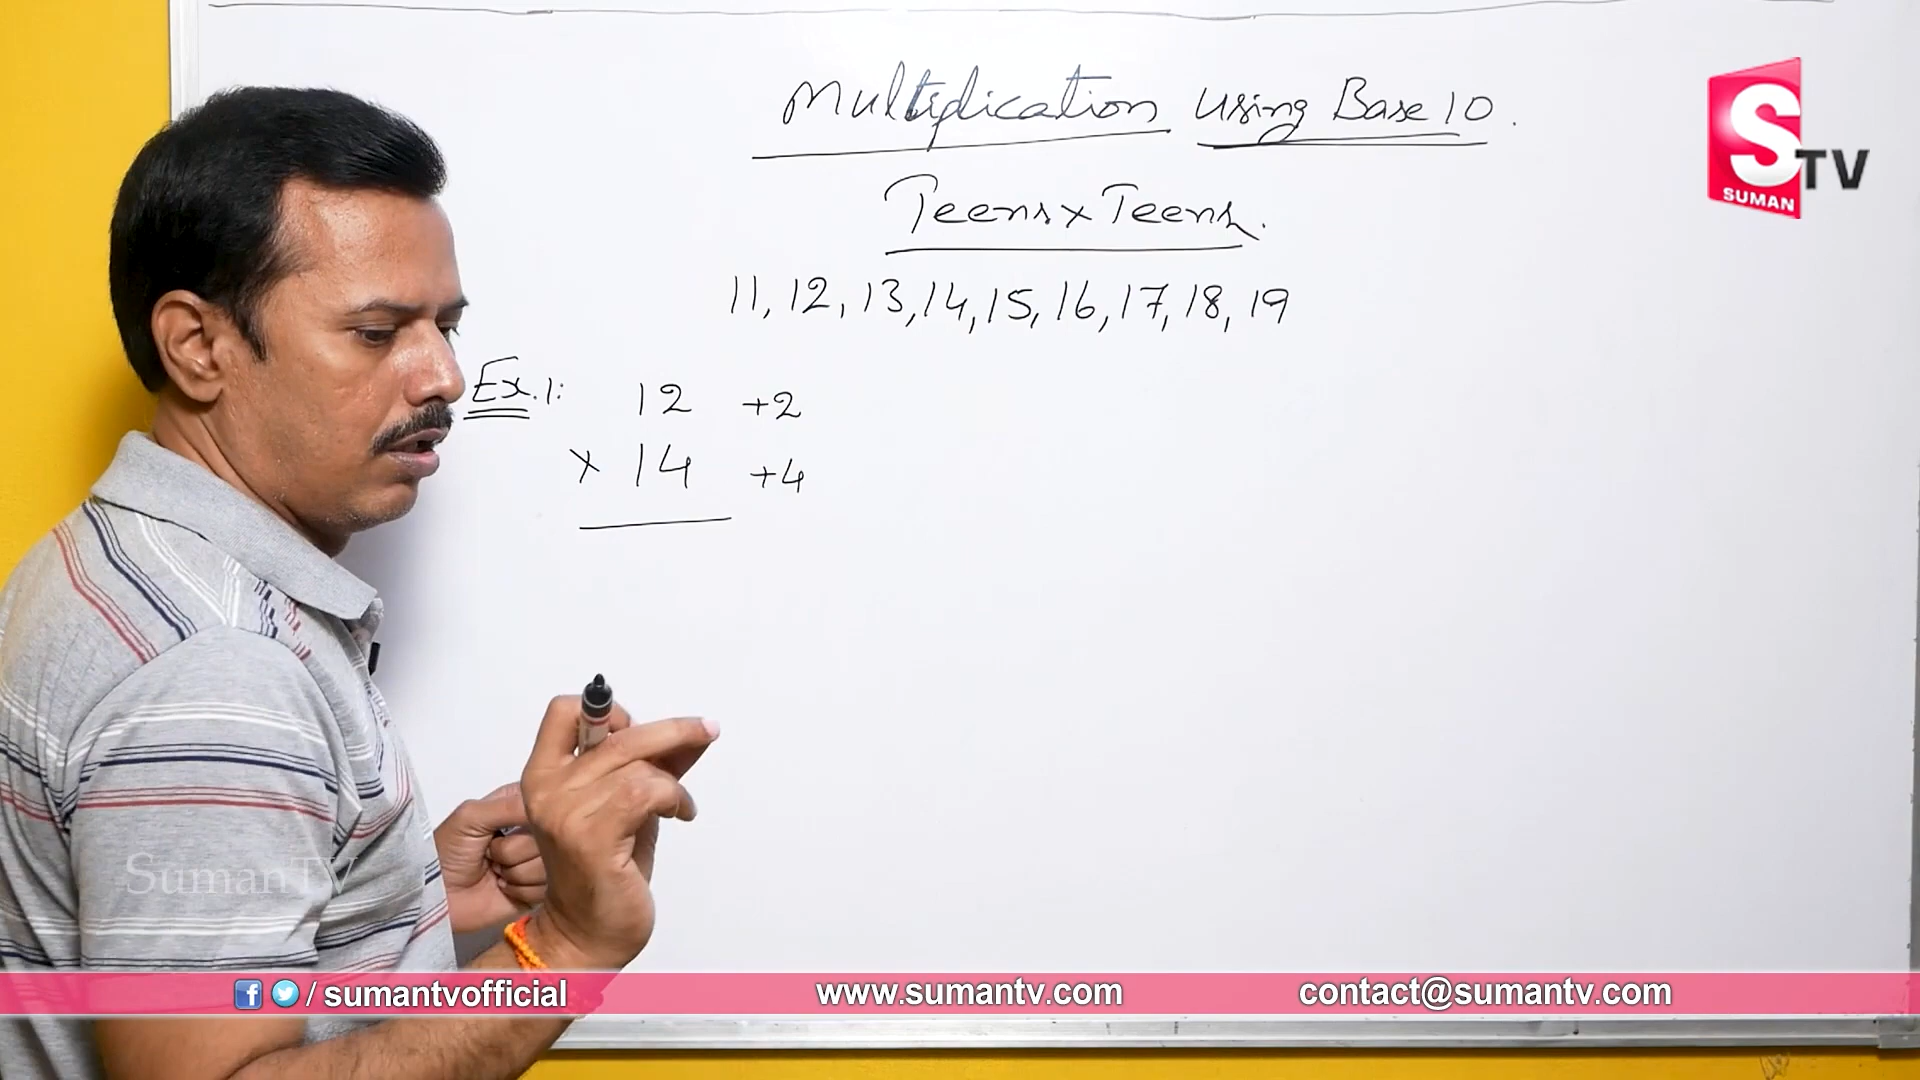 Multiplication Using Base 10.
Teens x Teens.
11, 12, 13, 14, 15, 16, 17, 18, 19
Ex.1: 12 +2
x 14 +4
S TV
SUMAN
SumanTV
/ sumantvofficial
www.sumantv.com
contact@sumantv.com